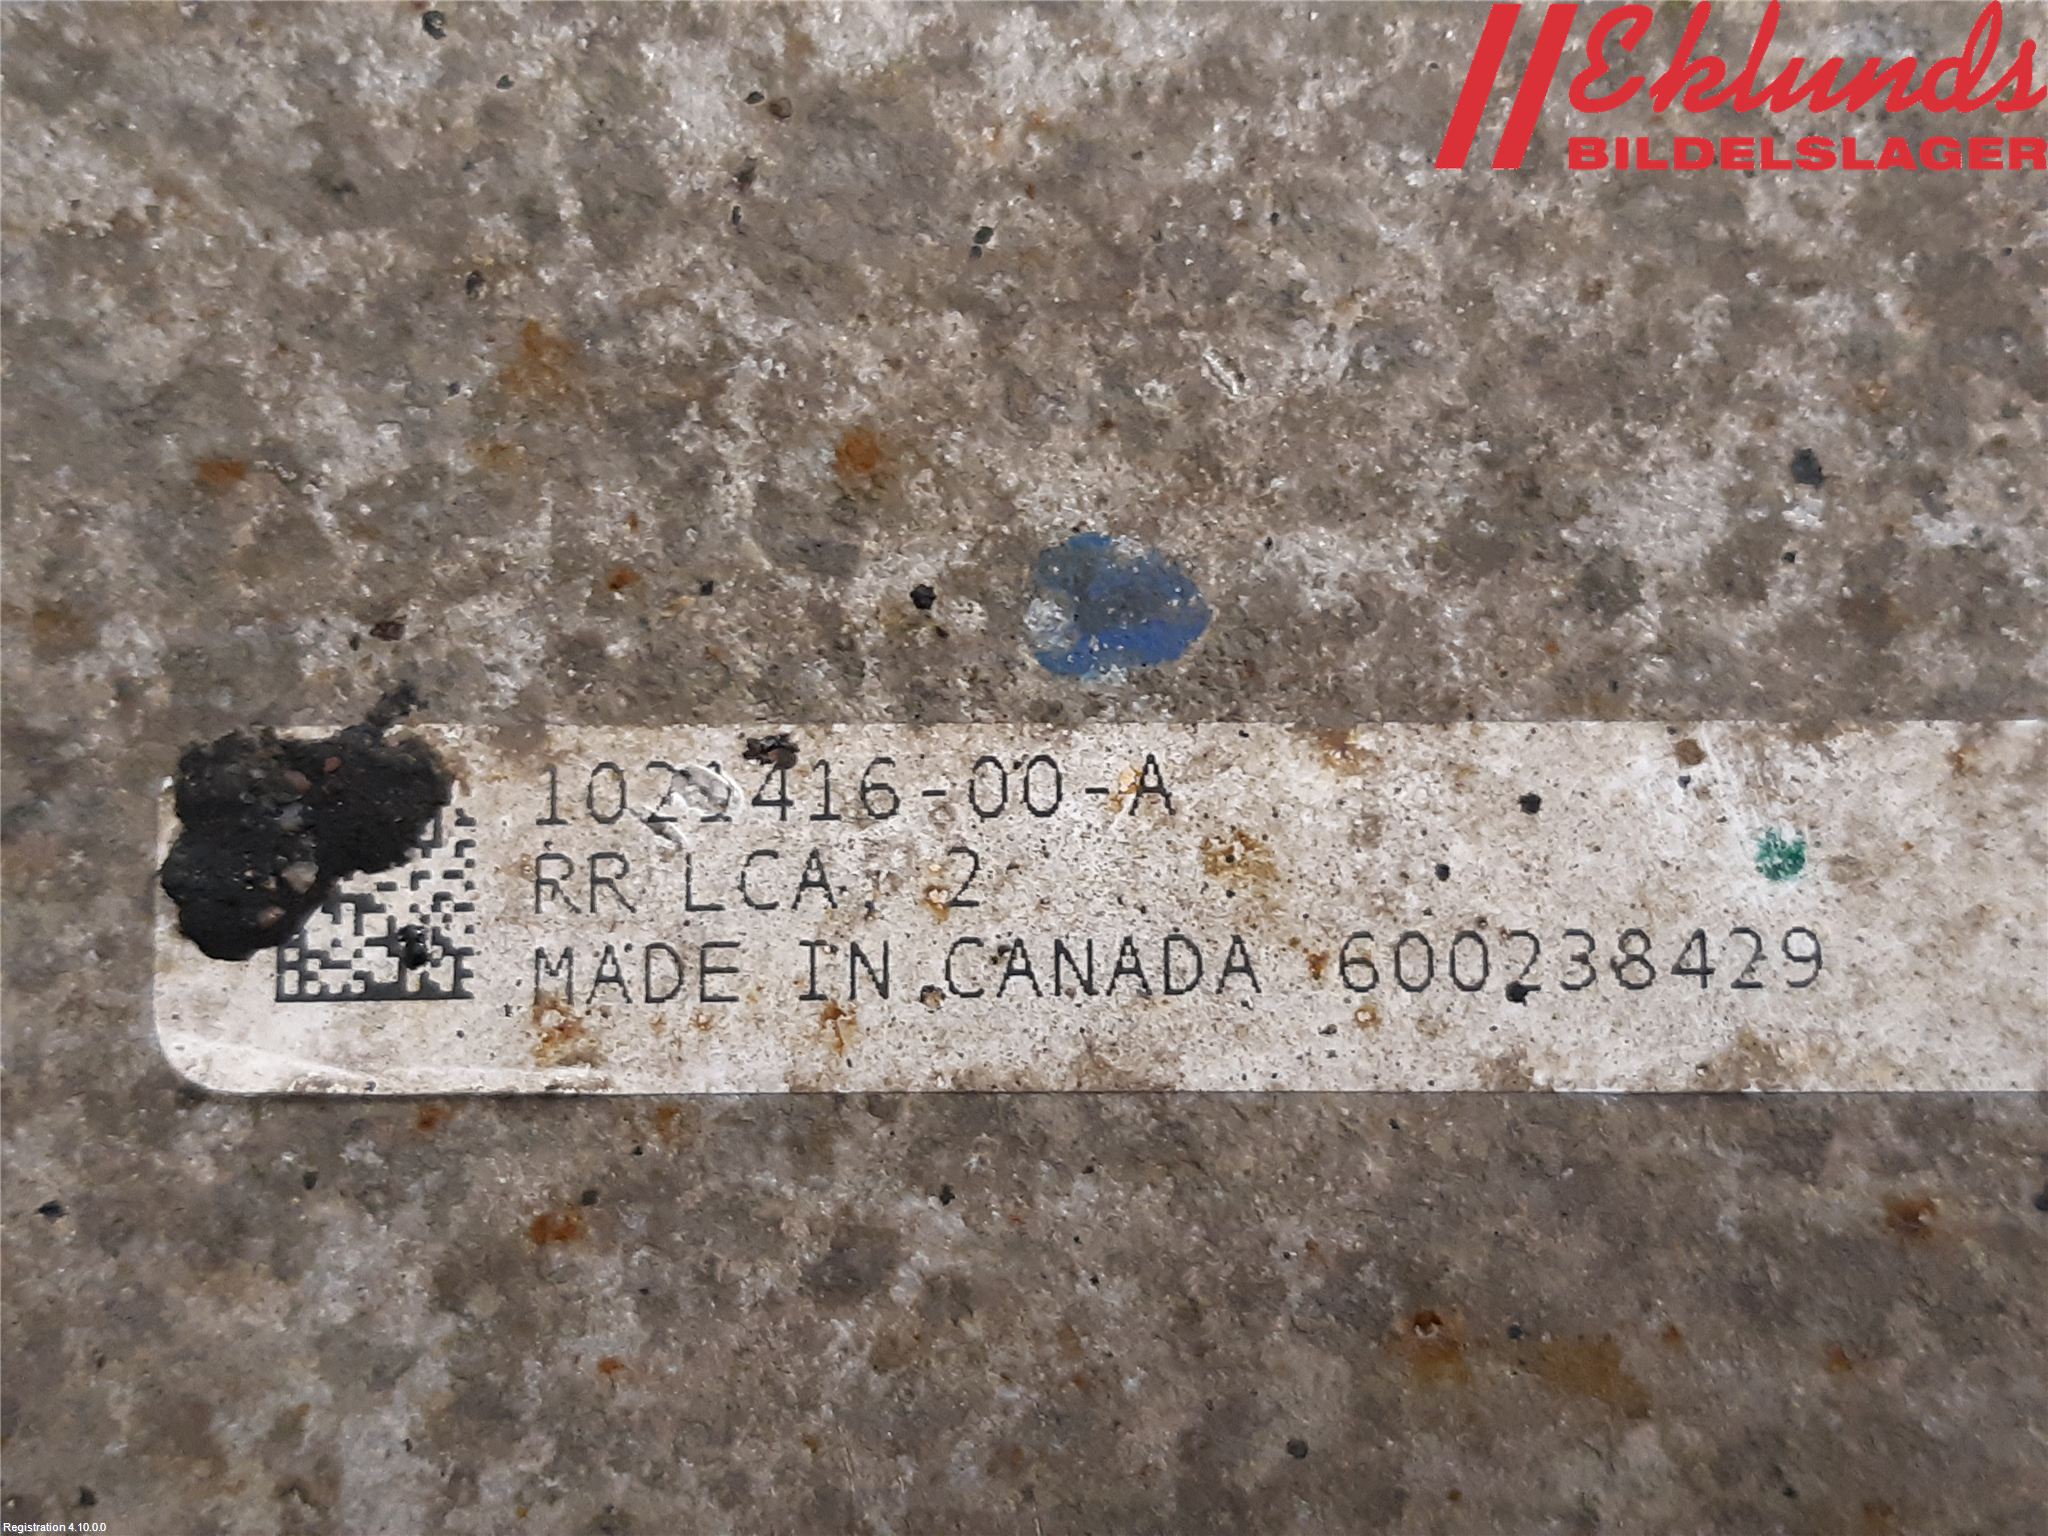 Eklunds
BILDELSLAGER
1021416-00-A
RR LCA, 2
MADE IN CANADA 600238429
Registration 4.10.0.0